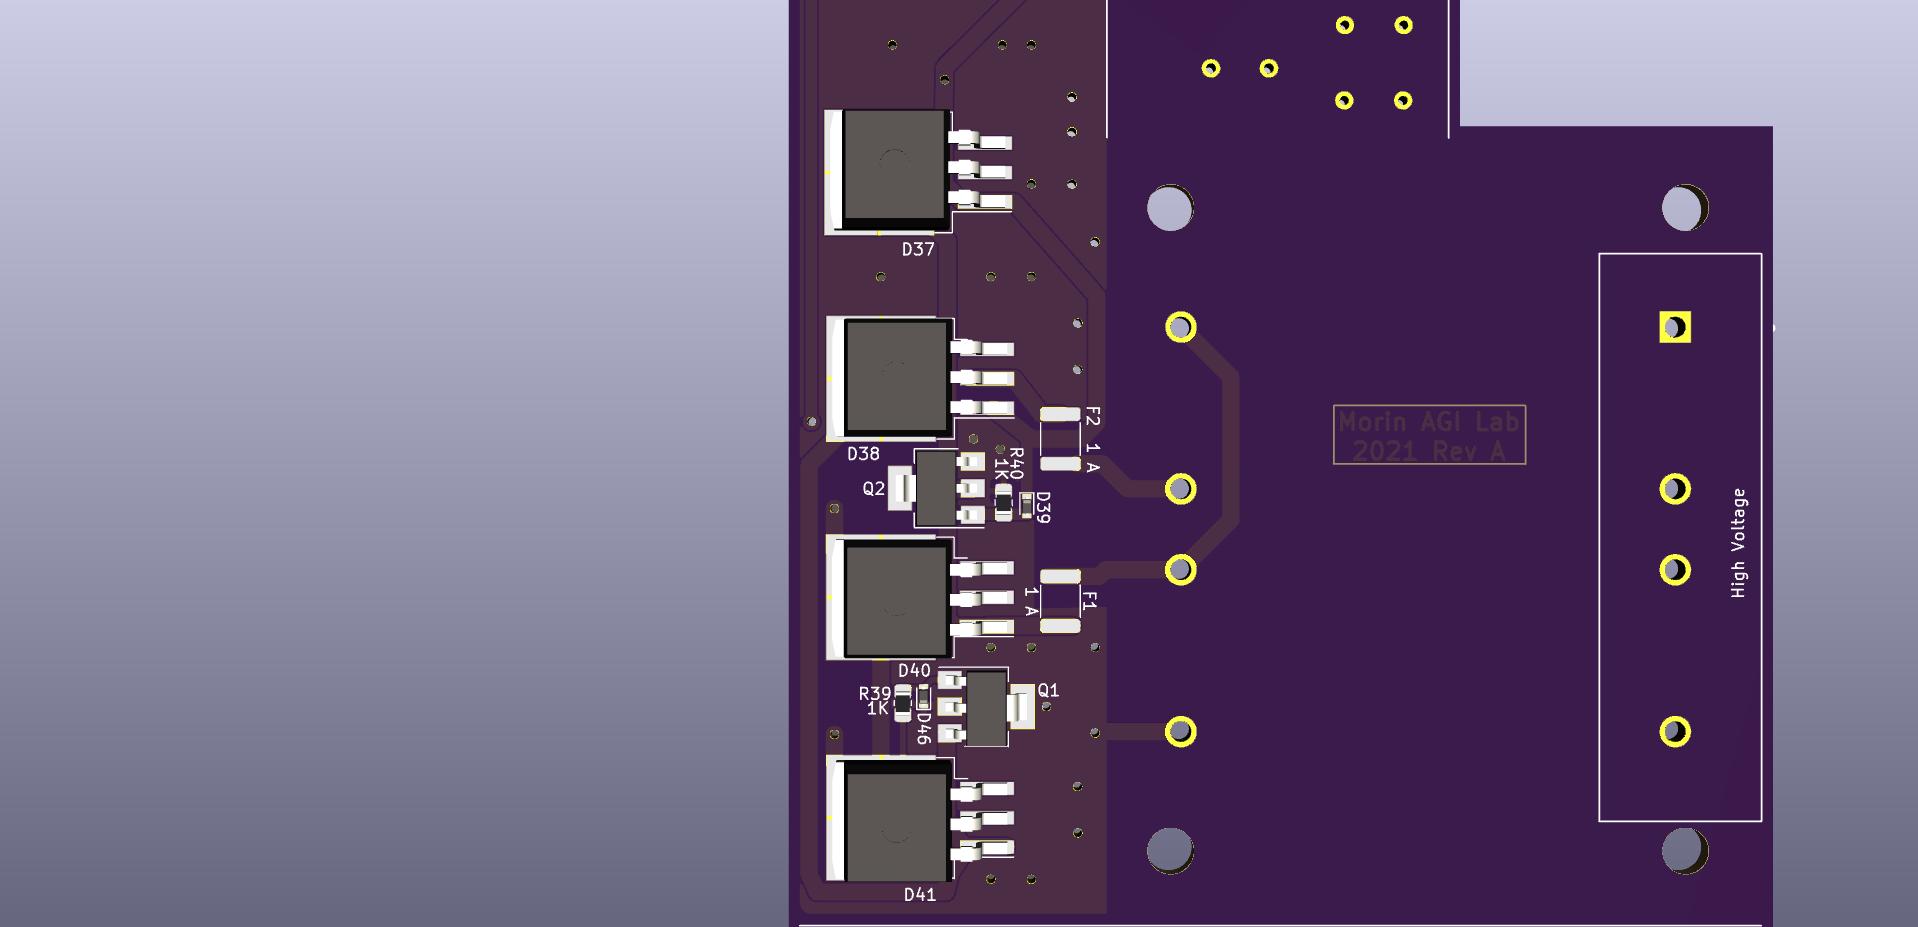 D37
D38
F2
1 A
R40
1K
Q2
D39
Morin AGI Lab
2021 Rev A
High Voltage
1 A
F1
D40
R39
1K
D46
Q1
D41